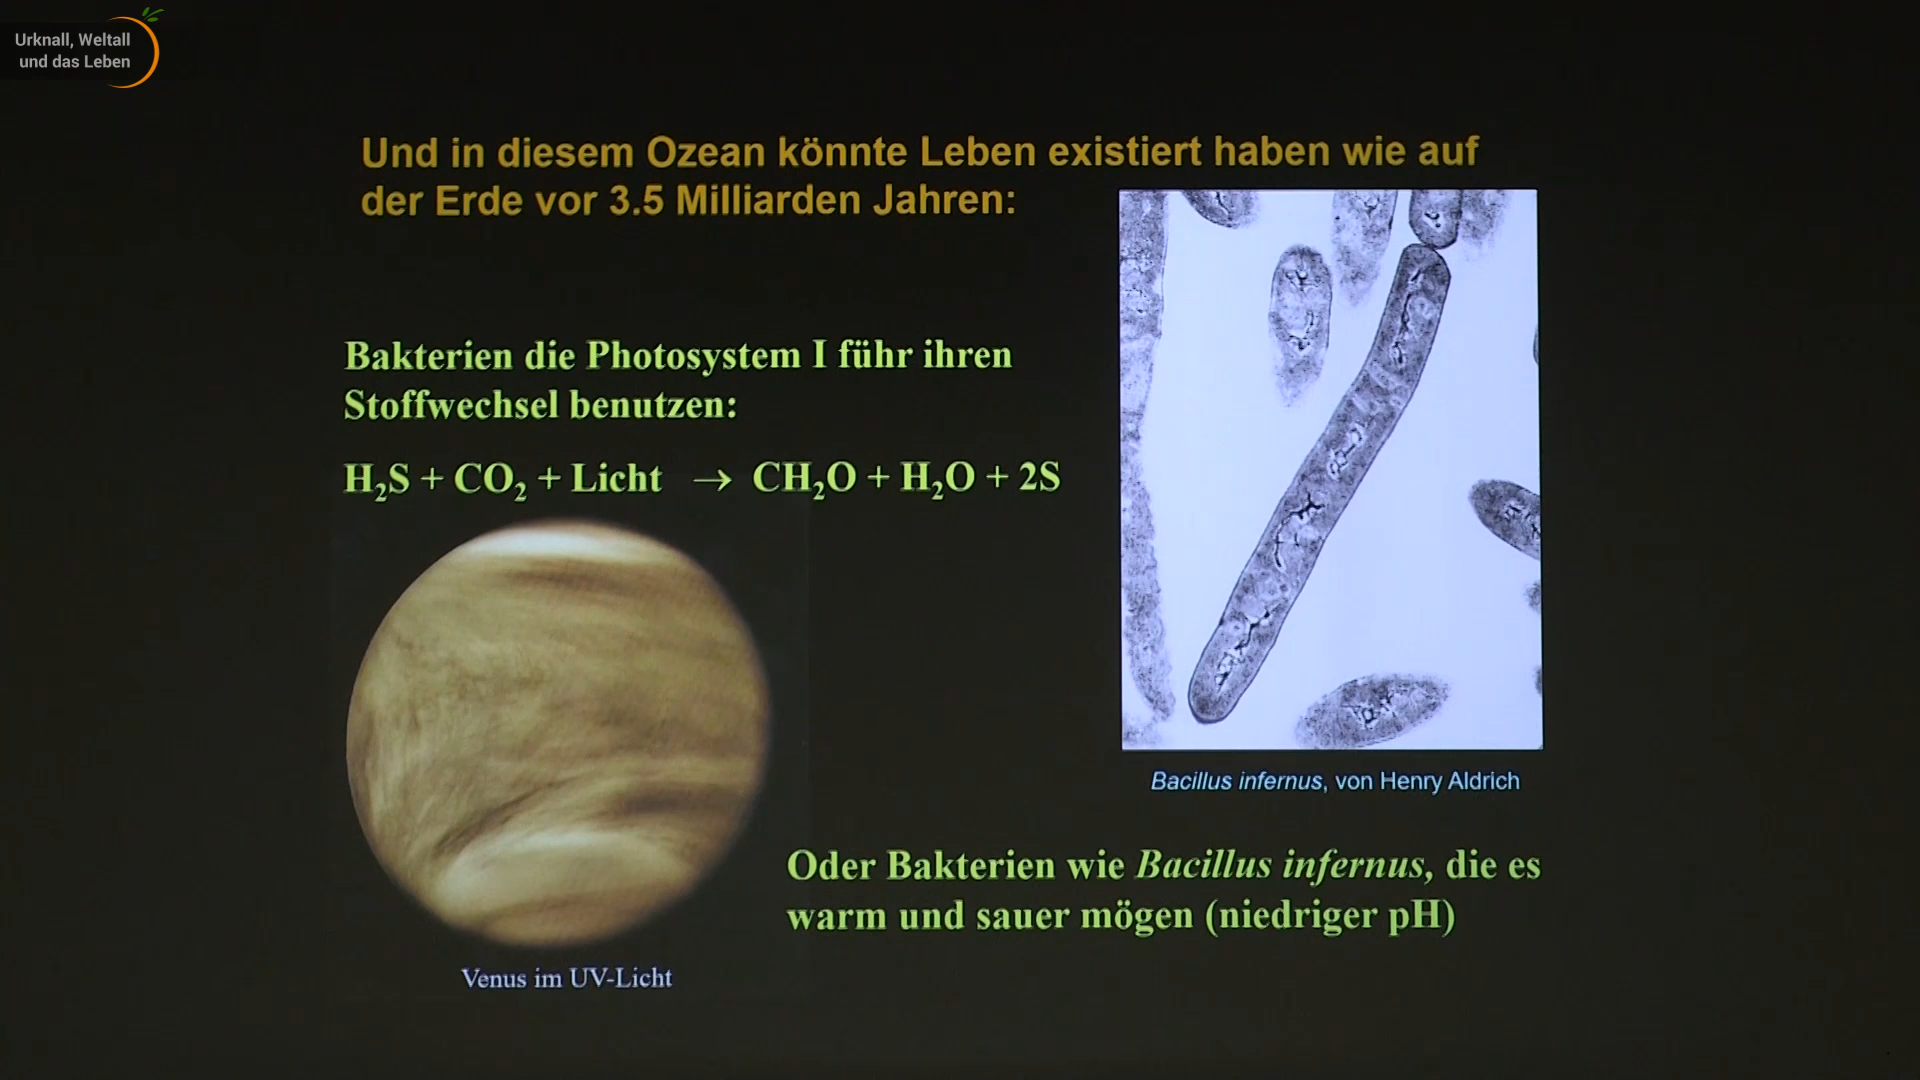 Urknall, Weltall
und das Leben
Und in diesem Ozean könnte Leben existiert haben wie auf
der Erde vor 3.5 Milliarden Jahren:
Bakterien die Photosystem I führ ihren
Stoffwechsel benutzen:
H₂S + CO₂ + Licht → CH₂O + H₂O + 2S
Bacillus infernus, von Henry Aldrich
Oder Bakterien wie Bacillus infernus, die es
warm und sauer mögen (niedriger pH)
Venus im UV-Licht